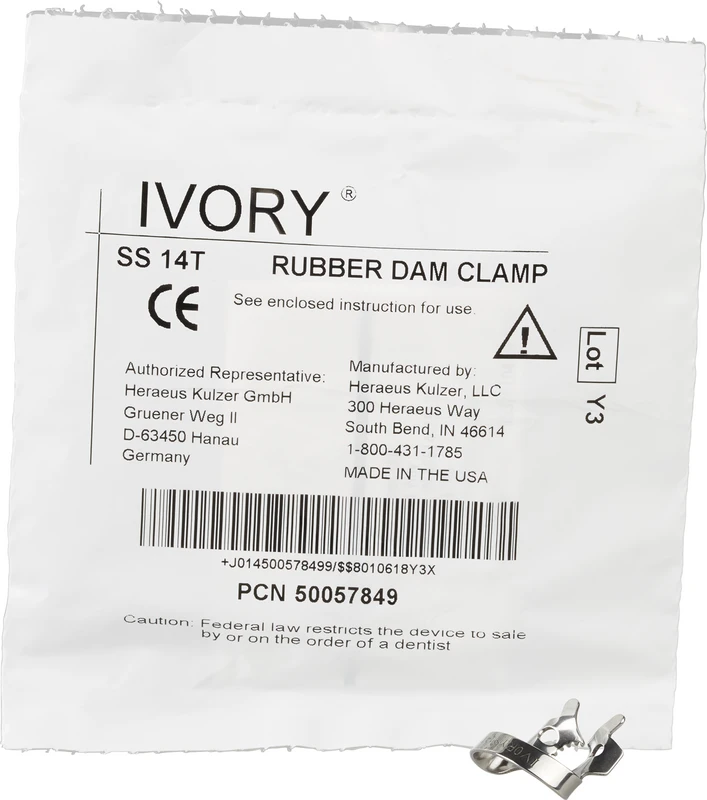 IVORY ®
SS 14T
RUBBER DAM CLAMP
CE
See enclosed instruction for use.
!
Lot Y3
Authorized Representative:
Heraeus Kulzer GmbH
Gruener Weg II
D-63450 Hanau
Germany
Manufactured by:
Heraeus Kulzer, LLC
300 Heraeus Way
South Bend, IN 46614
1-800-431-1785
MADE IN THE USA
+J014500578499/$$8010618Y3X
PCN 50057849
Caution: Federal law restricts the device to sale
by or on the order of a dentist
IVORY